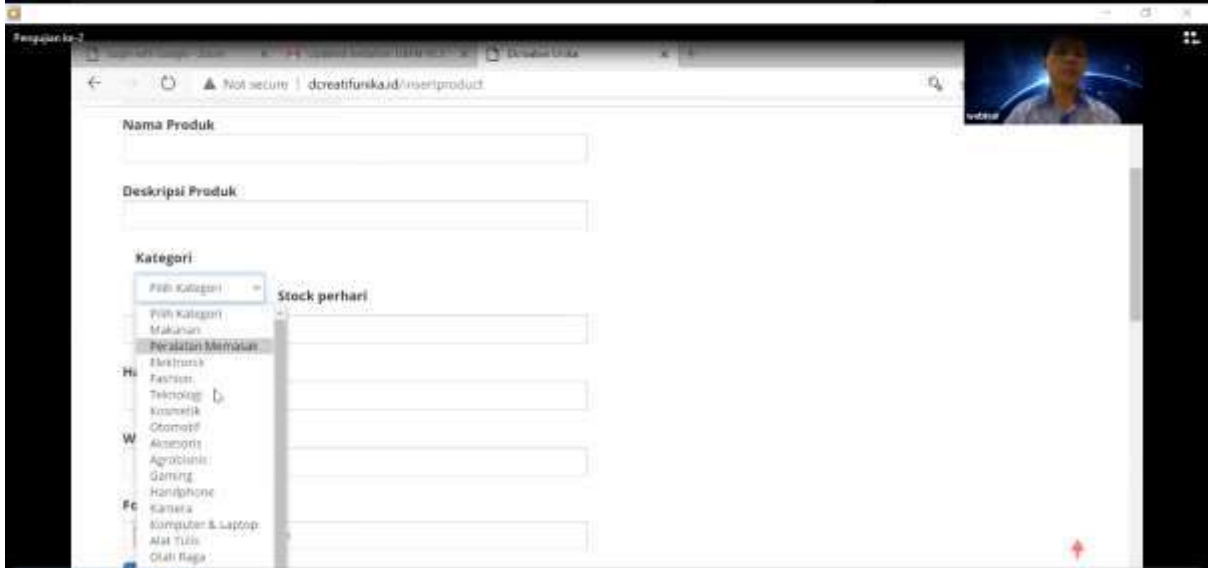 Pengujian ke-2
Not secure | dcreatifunika.id/insertproduct
webinar
Nama Produk
Deskripsi Produk
Kategori
Pilih Kategori
Stock perhari
Pilih Kategori
Makanan
Peralatan Memasak
Elektronik
Fashion
Teknologi
Kosmetik
Otomotif
Aksesoris
Agrobisnis
Gaming
Handphone
Kamera
Komputer & Laptop
Alat Tulis
Olah Raga